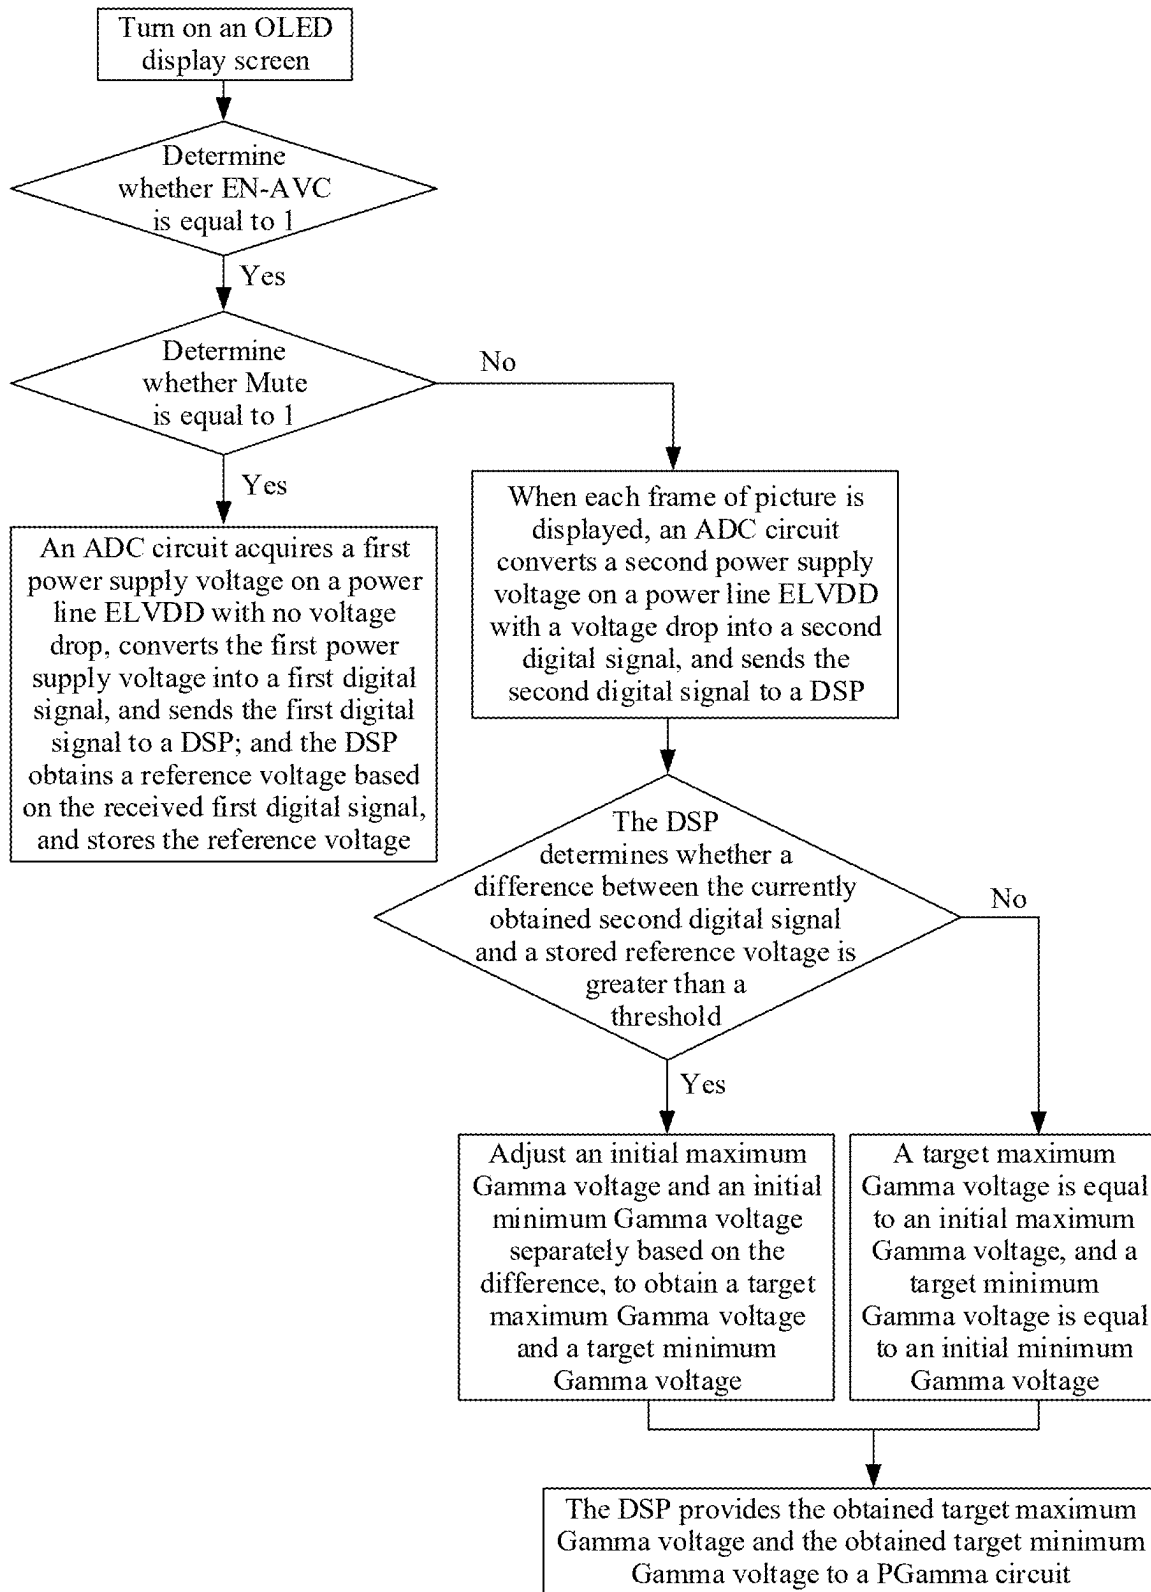 Turn on an OLED
display screen
Determine
whether EN-AVC
is equal to 1
Yes
Determine
whether Mute
is equal to 1
No
Yes
An ADC circuit acquires a first
power supply voltage on a power
line ELVDD with no voltage
drop, converts the first power
supply voltage into a first digital
signal, and sends the first digital
signal to a DSP; and the DSP
obtains a reference voltage based
on the received first digital signal,
and stores the reference voltage
When each frame of picture is
displayed, an ADC circuit
converts a second power supply
voltage on a power line ELVDD
with a voltage drop into a second
digital signal, and sends the
second digital signal to a DSP
The DSP
determines whether a
difference between the currently
obtained second digital signal
and a stored reference voltage is
greater than a
threshold
No
Yes
Adjust an initial maximum
Gamma voltage and an initial
minimum Gamma voltage
separately based on the
difference, to obtain a target
maximum Gamma voltage
and a target minimum
Gamma voltage
A target maximum
Gamma voltage is equal
to an initial maximum
Gamma voltage, and a
target minimum
Gamma voltage is equal
to an initial minimum
Gamma voltage
The DSP provides the obtained target maximum
Gamma voltage and the obtained target minimum
Gamma voltage to a PGamma circuit